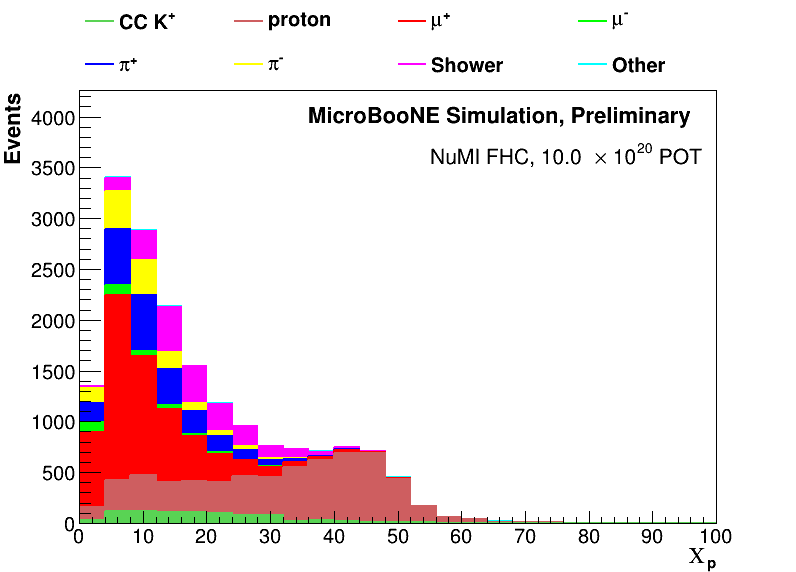 CC K⁺ proton μ⁺ μ⁻
π⁺ π⁻ Shower Other
MicroBooNE Simulation, Preliminary
NuMI FHC, 10.0 × 10²⁰ POT
Events
4000
3500
3000
2500
2000
1500
1000
500
0
0 10 20 30 40 50 60 70 80 90 100
Χₚ